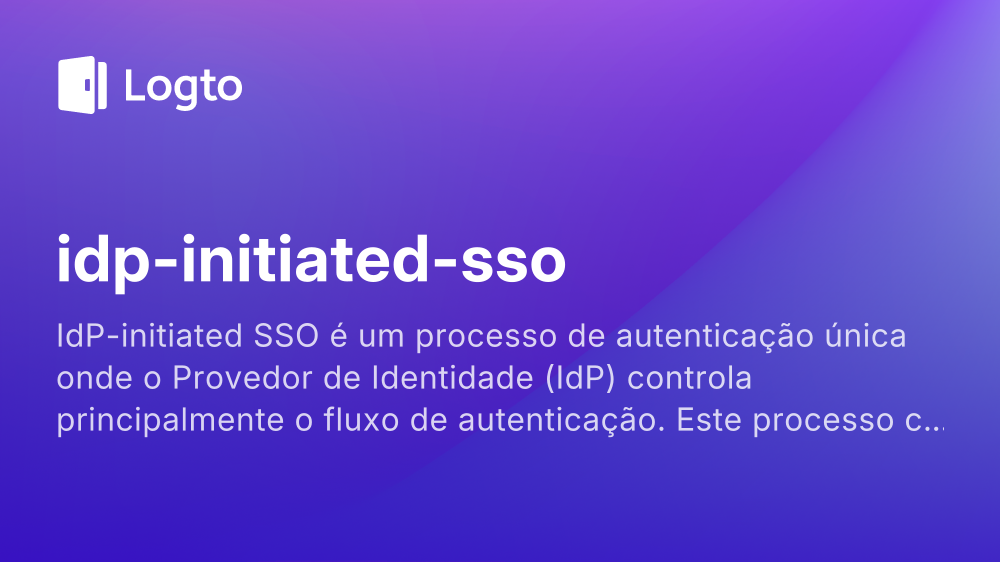 Logto
idp-initiated-sso
IdP-initiated SSO é um processo de autenticação única
onde o Provedor de Identidade (IdP) controla
principalmente o fluxo de autenticação. Este processo c...